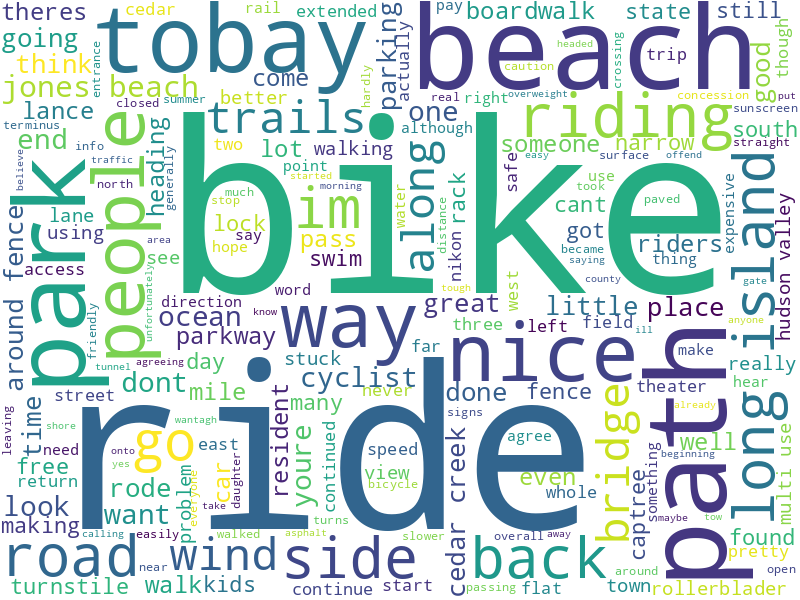 theres
cedar
rail
extended
pay
boardwalk
state
still
going
tobay
beach
think
entrance
come
hardly
parking
actually
headed
caution
crossing
trip
good
though
jones beach
closed
summer
better
overweight
real
right
concession
put
sunscreen
lance
terminus
people
heading
generally
trails
one
although
riding
south
straight
end
info
traffic
believe
two
lot
walking
someone
narrow
park
north
point
started
morning
along
rack
safe
easy
surface
offend
island
lane
bike
much
stop
lock
im
pass
water
distance
cant
use
took
paved
expensive
using
see
hope
say
swim
nikon
got
became
saying
riders
thing
county
gate
hudson valley
around fence
access
area
direction
word
west
tough
know
anyone
friendly
unfortunately
ocean
way
great
little
place
ill
tunnel
agreeing
parkway
three
left
field
make
day
stuck
far
nice
path
long
really
dont
mile
cyclist
never
done
fence
theater
hear
street
resident
many
signs
bridge
already
leaving
time
shore
need
onto
wantagh
ride
go
east
youre
continued
speed
agree
beginning
well
free
yes
car
daughter
view
bicycle
even
something
multi use
return
rode
problem
everyone
take
whole
captree
look
want
turns
cedar creek
smaybe
tow
found
making
calling
easily
walked
asphalt
slower
overall
away
pretty
road
near
wind
side
back
passing
around
open
turnstile
walk
kids
continue
start
flat
town
rollerblader